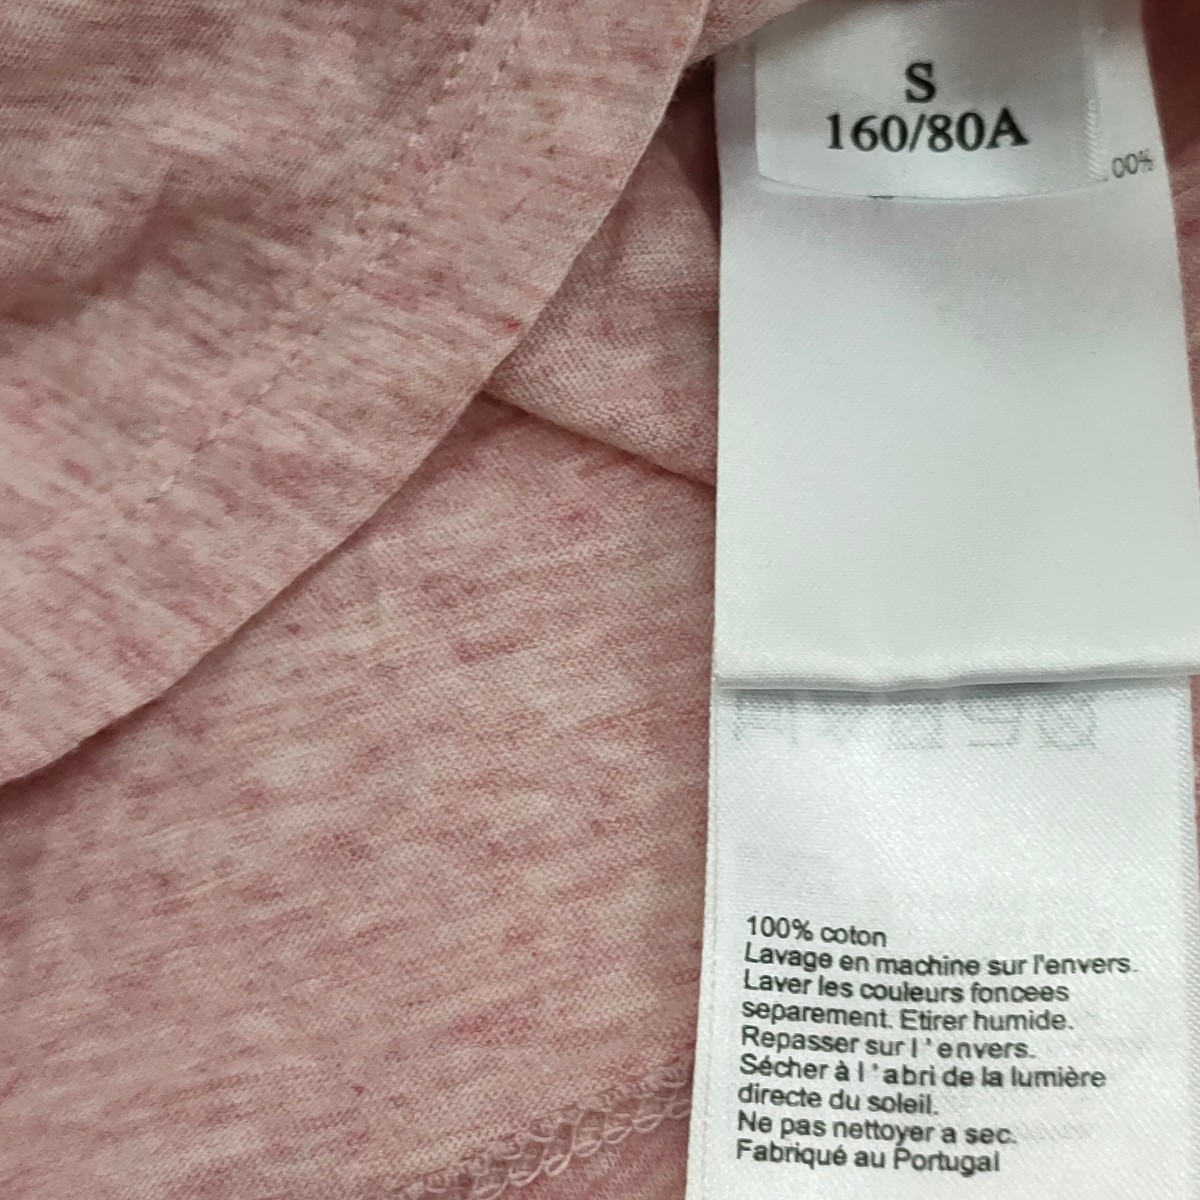 S
160/80A
00%
100% coton
Lavage en machine sur l'envers.
Laver les couleurs foncees
separement. Etirer humide.
Repasser sur l ' envers.
Sécher à l ' abri de la lumière
directe du soleil.
Ne pas nettoyer a sec.
Fabriqué au Portugal